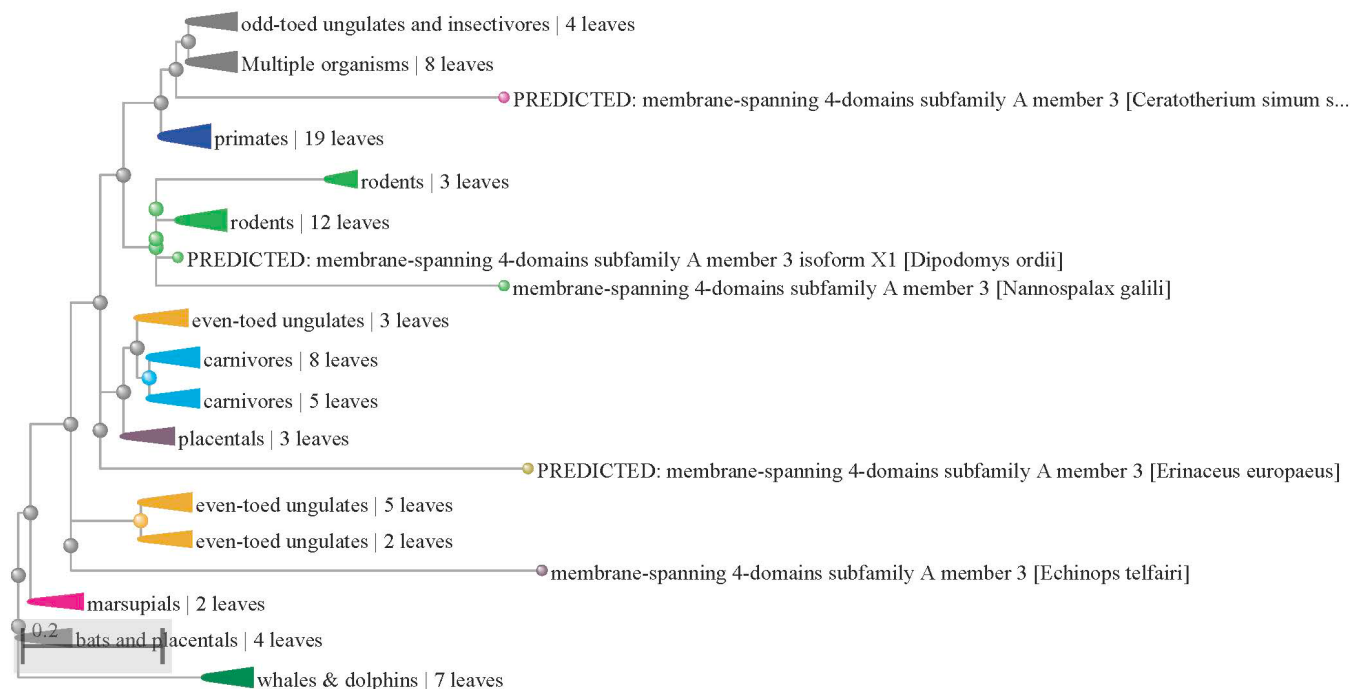 odd-toed ungulates and insectivores | 4 leaves
Multiple organisms | 8 leaves
PREDICTED: membrane-spanning 4-domains subfamily A member 3 [Ceratotherium simum s...
primates | 19 leaves
rodents | 3 leaves
rodents | 12 leaves
PREDICTED: membrane-spanning 4-domains subfamily A member 3 isoform X1 [Dipodomys ordii]
membrane-spanning 4-domains subfamily A member 3 [Nannospalax galili]
even-toed ungulates | 3 leaves
carnivores | 8 leaves
carnivores | 5 leaves
placentals | 3 leaves
PREDICTED: membrane-spanning 4-domains subfamily A member 3 [Erinaceus europaeus]
even-toed ungulates | 5 leaves
even-toed ungulates | 2 leaves
membrane-spanning 4-domains subfamily A member 3 [Echinops telfairi]
marsupials | 2 leaves
0.2
bats and placentals | 4 leaves
whales & dolphins | 7 leaves